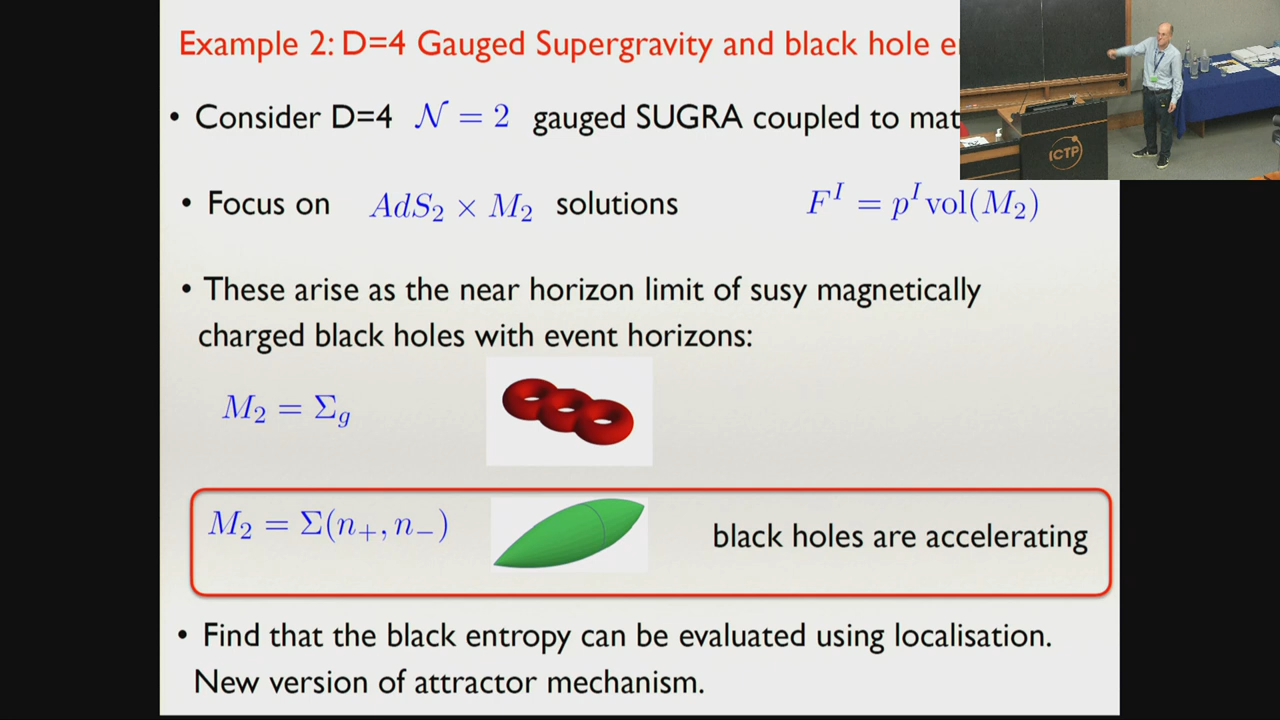 Example 2: D=4 Gauged Supergravity and black hole
• Consider D=4 𝒩 = 2 gauged SUGRA coupled to
ICTP
• Focus on AdS₂ × M₂ solutions Fᴵ = pᴵvol(M₂)
• These arise as the near horizon limit of susy magnetically
charged black holes with event horizons:
M₂ = Σ_g
M₂ = Σ(n₊, n₋) black holes are accelerating
• Find that the black entropy can be evaluated using localisation.
New version of attractor mechanism.